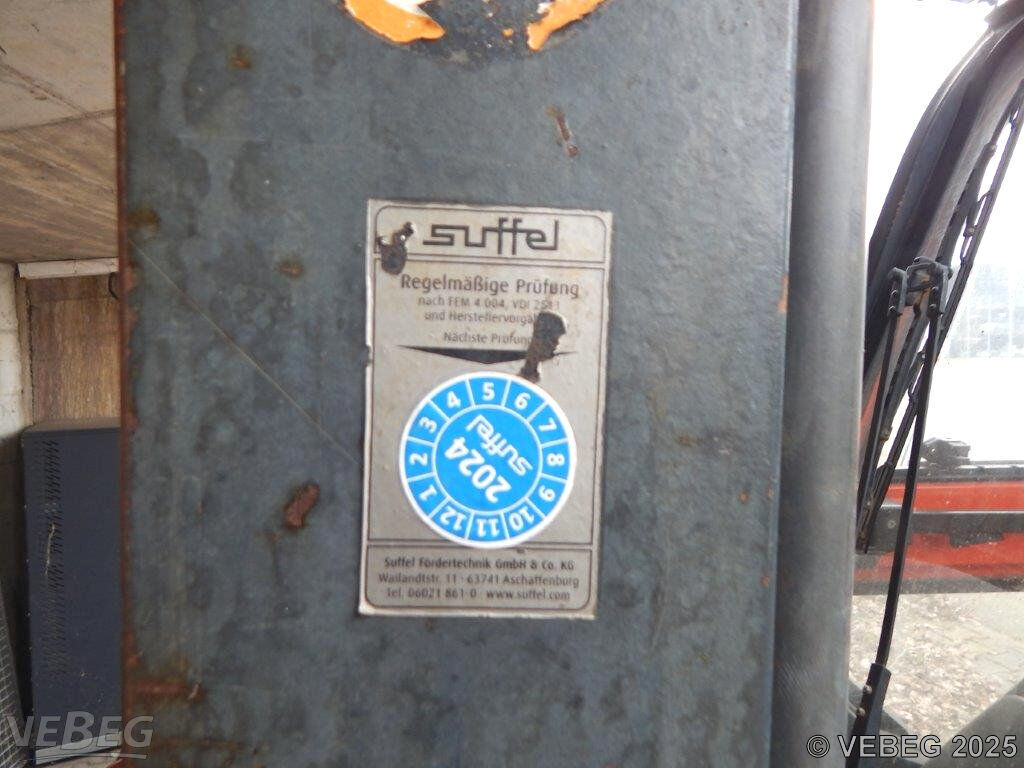 suffel
Regelmäßige Prüfung
nach FEM 4 004, VDI 2511
und Herstellervorgaben
Nächste Prüfung
1 2 3 4 5 6 7 8 9 10 11 12
2024
suffel
Suffel Fördertechnik GmbH & Co. KG
Wailandtstr. 11 · 63741 Aschaffenburg
Tel. 06021 861-0 · www.suffel.com
VEBEG
© VEBEG 2025